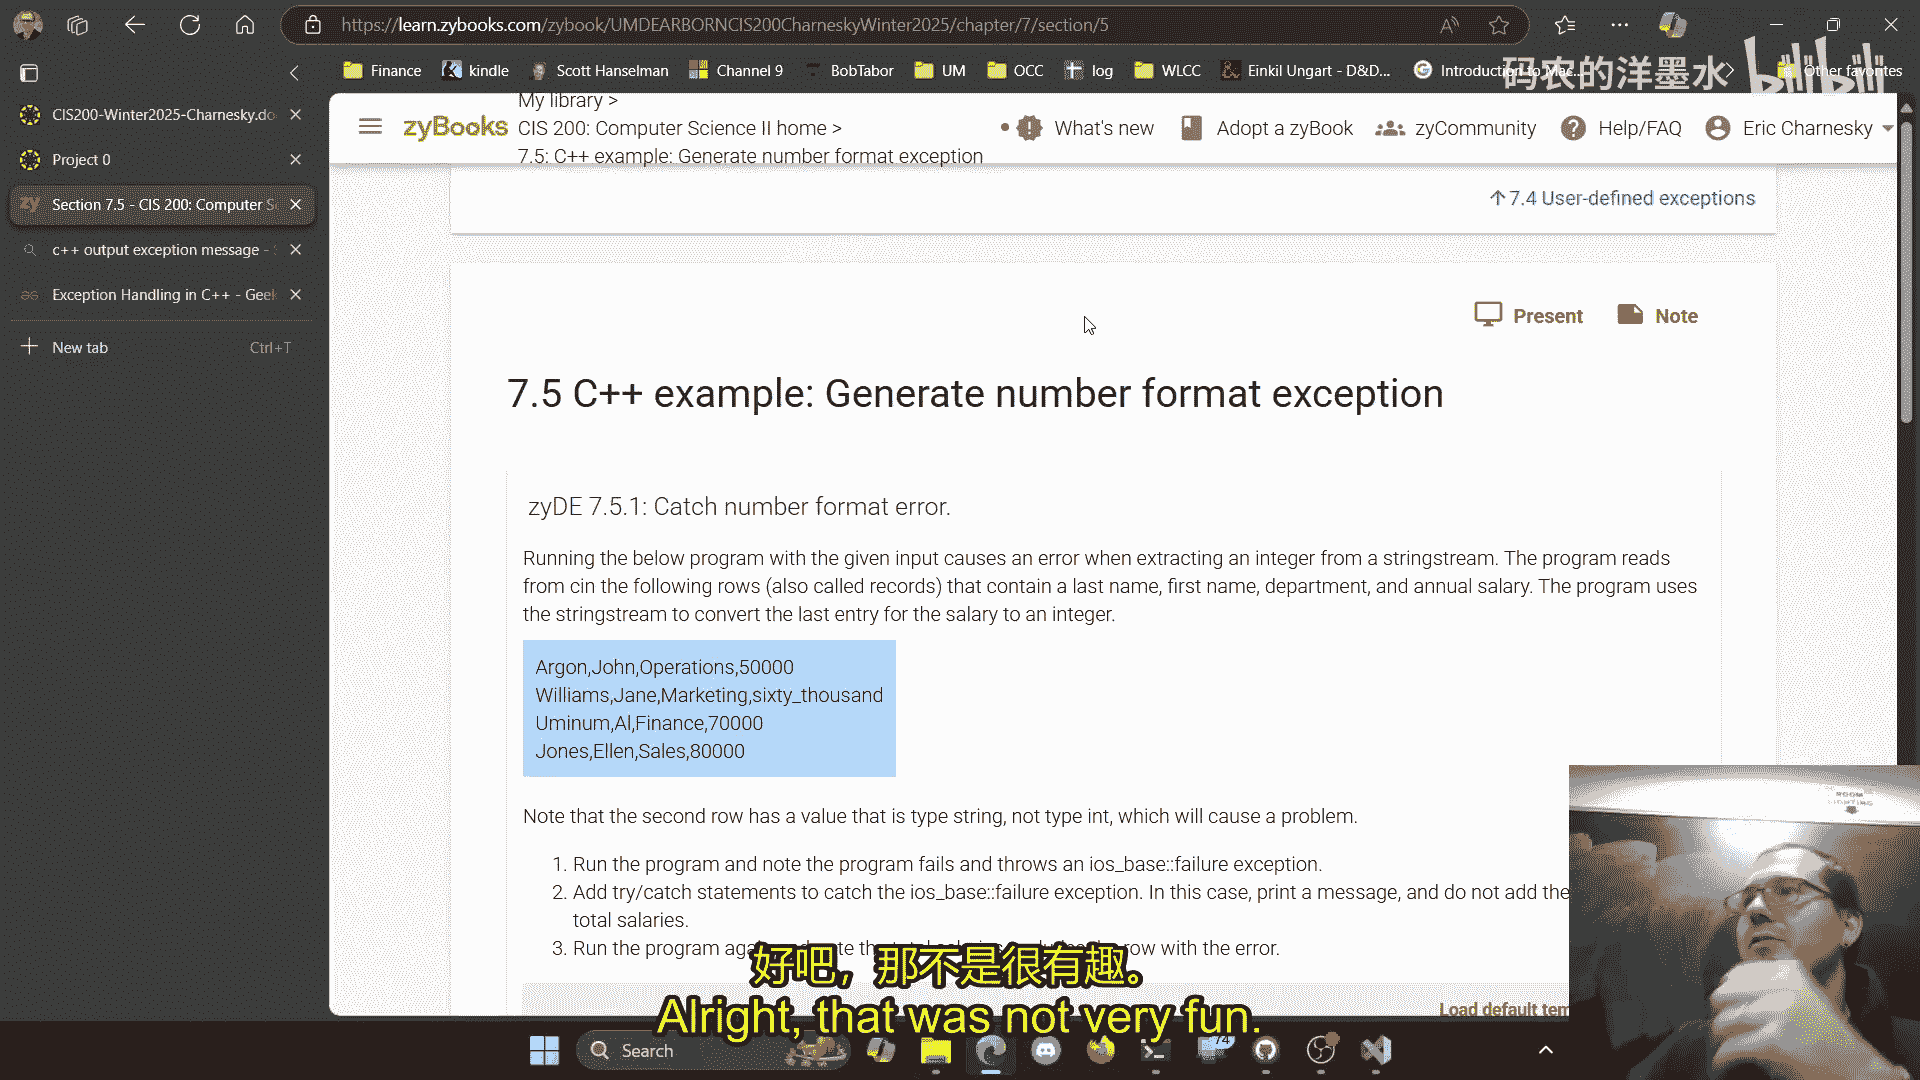 https://learn.zybooks.com/zybook/UMDEARBORNCIS200CharneskyWinter2025/chapter/7/section/5
Finance
kindle
Scott Hanselman
Channel 9
BobTabor
UM
OCC
log
WLCC
Einkil Ungart - D&D...
Introduction to Mac...
Other favorites
码农的洋墨水
bilibili
CIS200-Winter2025-Charnesky.do
Project 0
Section 7.5 - CIS 200: Computer Sc
c++ output exception message -
Exception Handling in C++ - Geek
New tab
Ctrl+T
zyBooks
My library >
CIS 200: Computer Science II home >
7.5: C++ example: Generate number format exception
What's new
Adopt a zyBook
zyCommunity
Help/FAQ
Eric Charnesky
7.4 User-defined exceptions
Present
Note
7.5 C++ example: Generate number format exception
zyDE 7.5.1: Catch number format error.
Running the below program with the given input causes an error when extracting an integer from a stringstream. The program reads
from cin the following rows (also called records) that contain a last name, first name, department, and annual salary. The program uses
the stringstream to convert the last entry for the salary to an integer.
Argon,John,Operations,50000
Williams,Jane,Marketing,sixty_thousand
Uminum,Al,Finance,70000
Jones,Ellen,Sales,80000
Note that the second row has a value that is type string, not type int, which will cause a problem.
1. Run the program and note the program fails and throws an ios_base::failure exception.
2. Add try/catch statements to catch the ios_base::failure exception. In this case, print a message, and do not add the
total salaries.
3. Run the program row with the error.
Load default tem
好吧，那不是很有趣。
Alright, that was not very fun.
Search
74